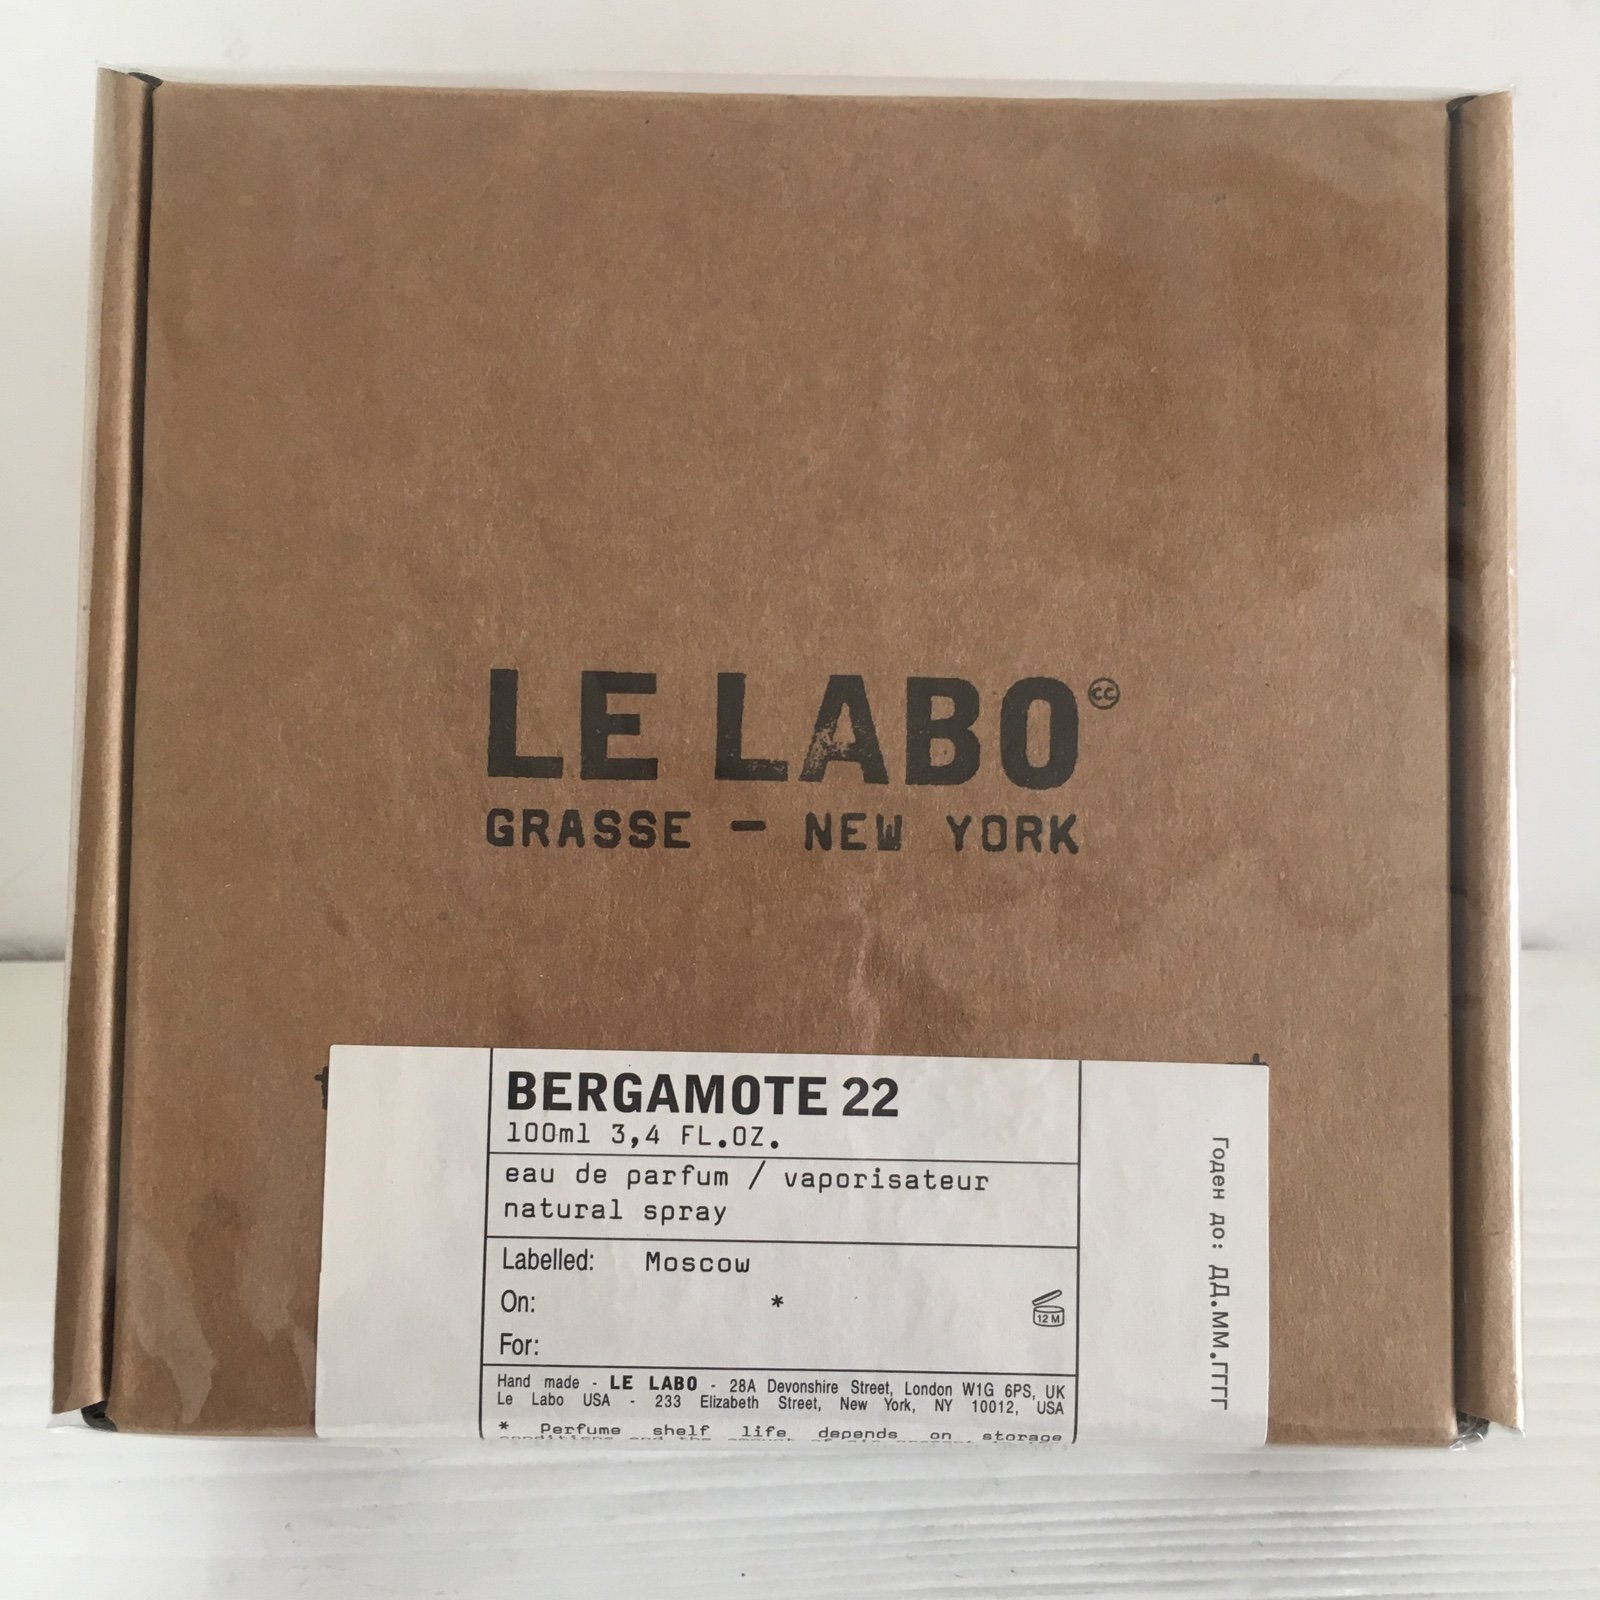 LE LABO
GRASSE - NEW YORK
BERGAMOTE 22
100ml 3,4 FL.OZ.
eau de parfum / vaporisateur
natural spray
Labelled: Moscow
On: *
For:
12 M
Hand made - LE LABO - 28A Devonshire Street, London W1G 6PS, UK
Le Labo USA - 233 Elizabeth Street, New York, NY 10012, USA
* Perfume shelf life depends on storage
Годен до: ДД.ММ.ГГГГ